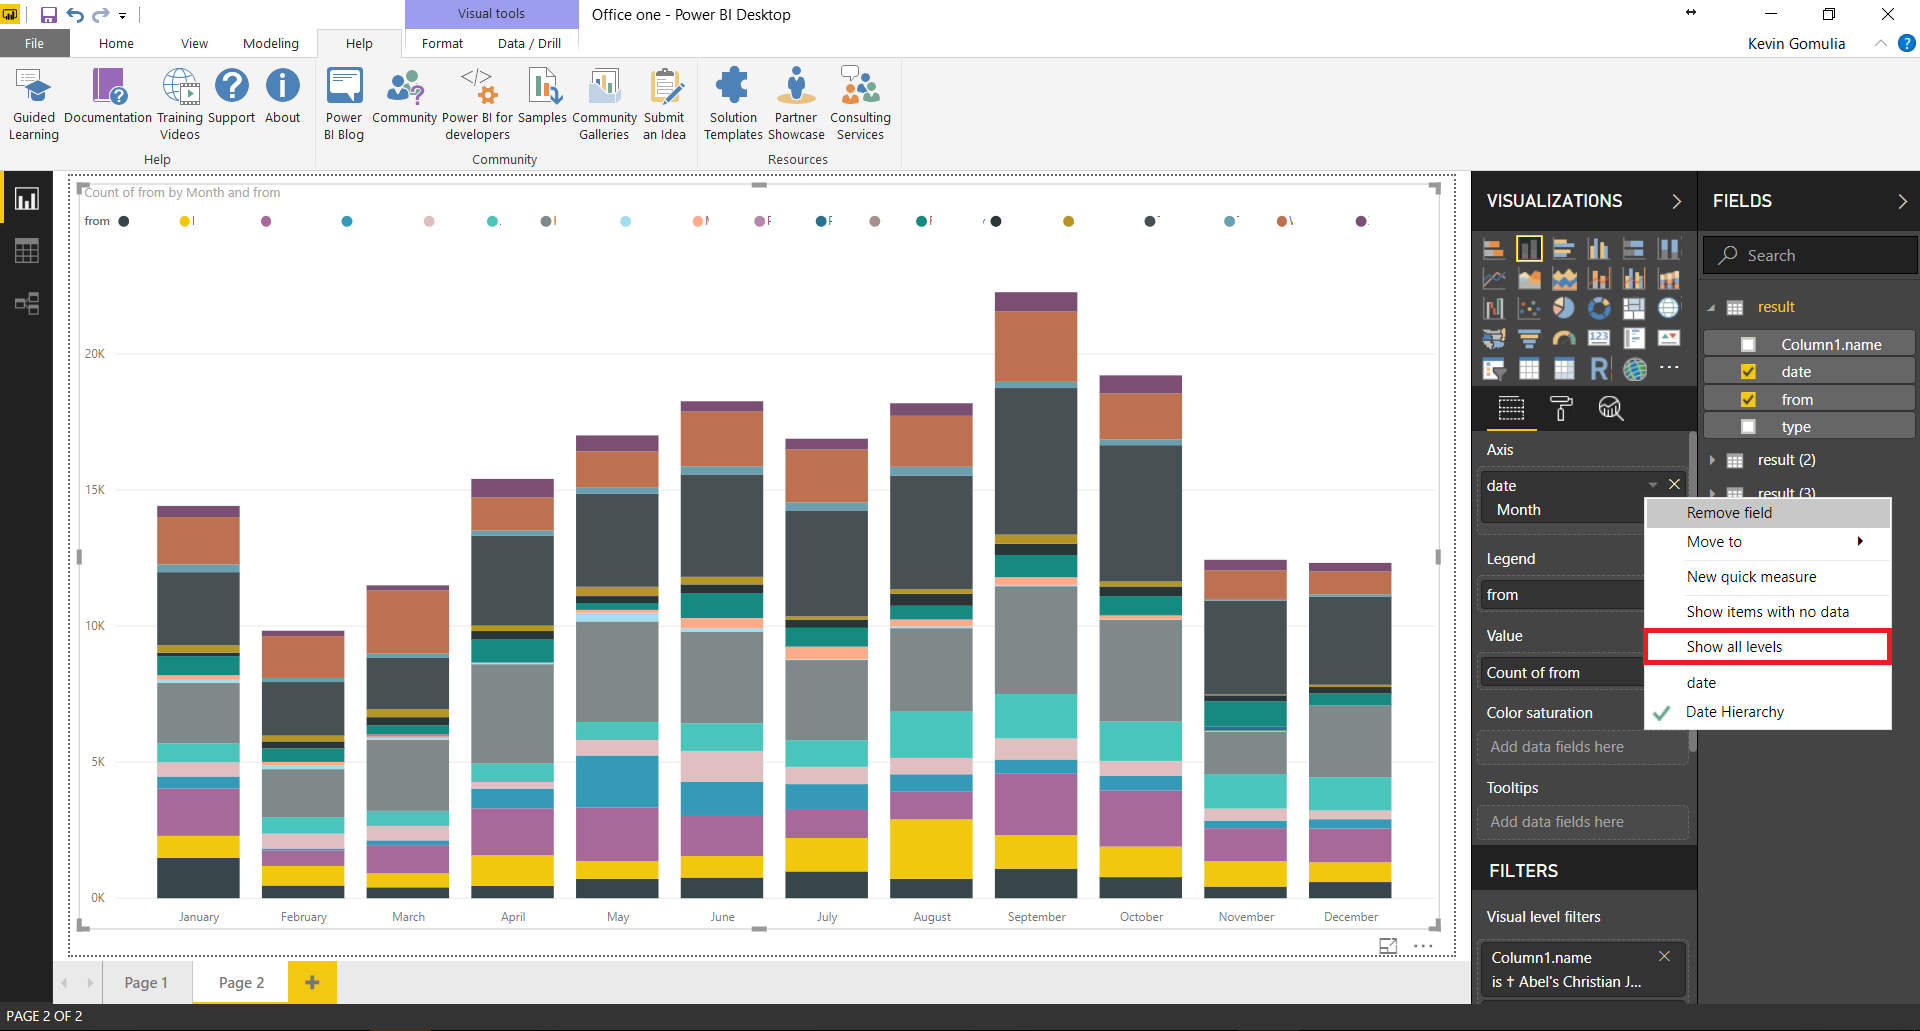 Visual tools
Office one - Power BI Desktop
File
Home
View
Modeling
Help
Format
Data / Drill
Kevin Gomulia
Guided Learning
Documentation
Training Videos
Support
About
Help
Power BI Blog
Community
Power BI for developers
Samples
Community Galleries
Submit an Idea
Community
Solution Templates
Partner Showcase
Consulting Services
Resources
Count of from by Month and from
from
20K
15K
10K
5K
0K
January
February
March
April
May
June
July
August
September
October
November
December
VISUALIZATIONS
123
R
Axis
date
Month
Legend
from
Value
Count of from
Color saturation
Add data fields here
Tooltips
Add data fields here
FILTERS
Visual level filters
Column1.name
is † Abel's Christian J...
FIELDS
Search
result
Column1.name
date
from
type
result (2)
result (3)
Remove field
Move to
New quick measure
Show items with no data
Show all levels
date
Date Hierarchy
Page 1
Page 2
PAGE 2 OF 2